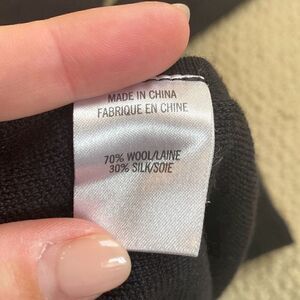 MADE IN CHINA
FABRIQUE EN CHINE
70% WOOL/LAINE
30% SILK/SOIE